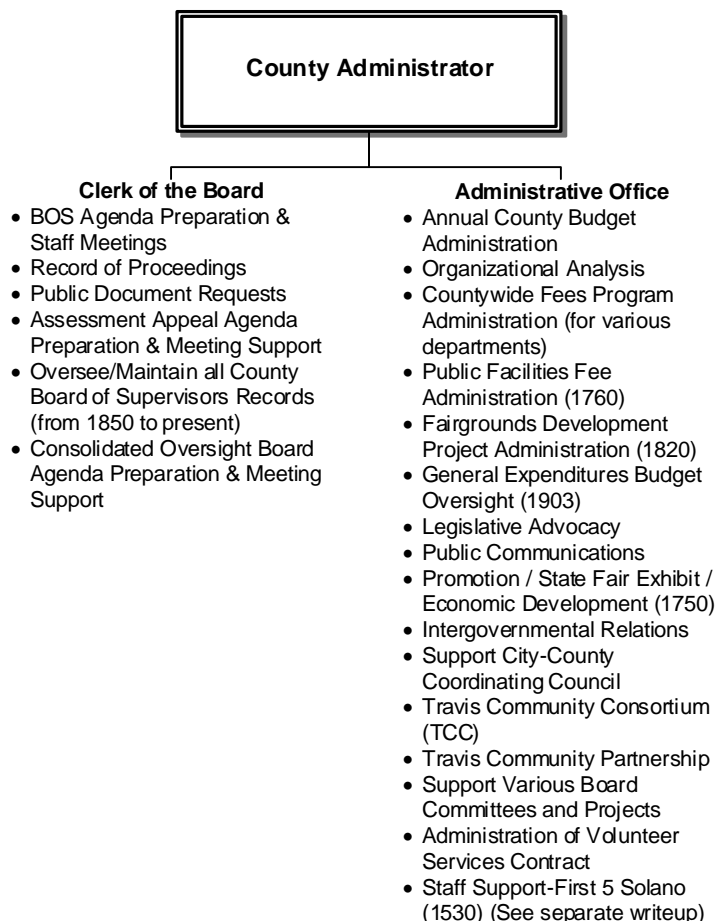 County Administrator
Clerk of the Board
• BOS Agenda Preparation &
Staff Meetings
• Record of Proceedings
• Public Document Requests
• Assessment Appeal Agenda
Preparation & Meeting Support
• Oversee/Maintain all County
Board of Supervisors Records
(from 1850 to present)
• Consolidated Oversight Board
Agenda Preparation & Meeting
Support
Administrative Office
• Annual County Budget
Administration
• Organizational Analysis
• Countywide Fees Program
Administration (for various
departments)
• Public Facilities Fee
Administration (1760)
• Fairgrounds Development
Project Administration (1820)
• General Expenditures Budget
Oversight (1903)
• Legislative Advocacy
• Public Communications
• Promotion / State Fair Exhibit /
Economic Development (1750)
• Intergovernmental Relations
• Support City-County
Coordinating Council
• Travis Community Consortium
(TCC)
• Travis Community Partnership
• Support Various Board
Committees and Projects
• Administration of Volunteer
Services Contract
• Staff Support-First 5 Solano
(1530) (See separate writeup)